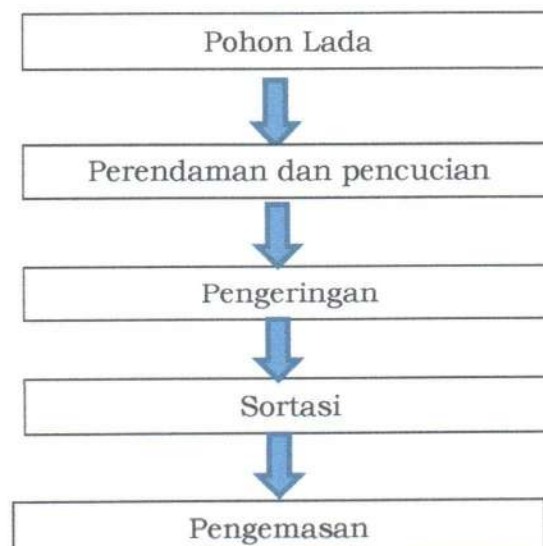 Pohon Lada
Perendaman dan pencucian
Pengeringan
Sortasi
Pengemasan